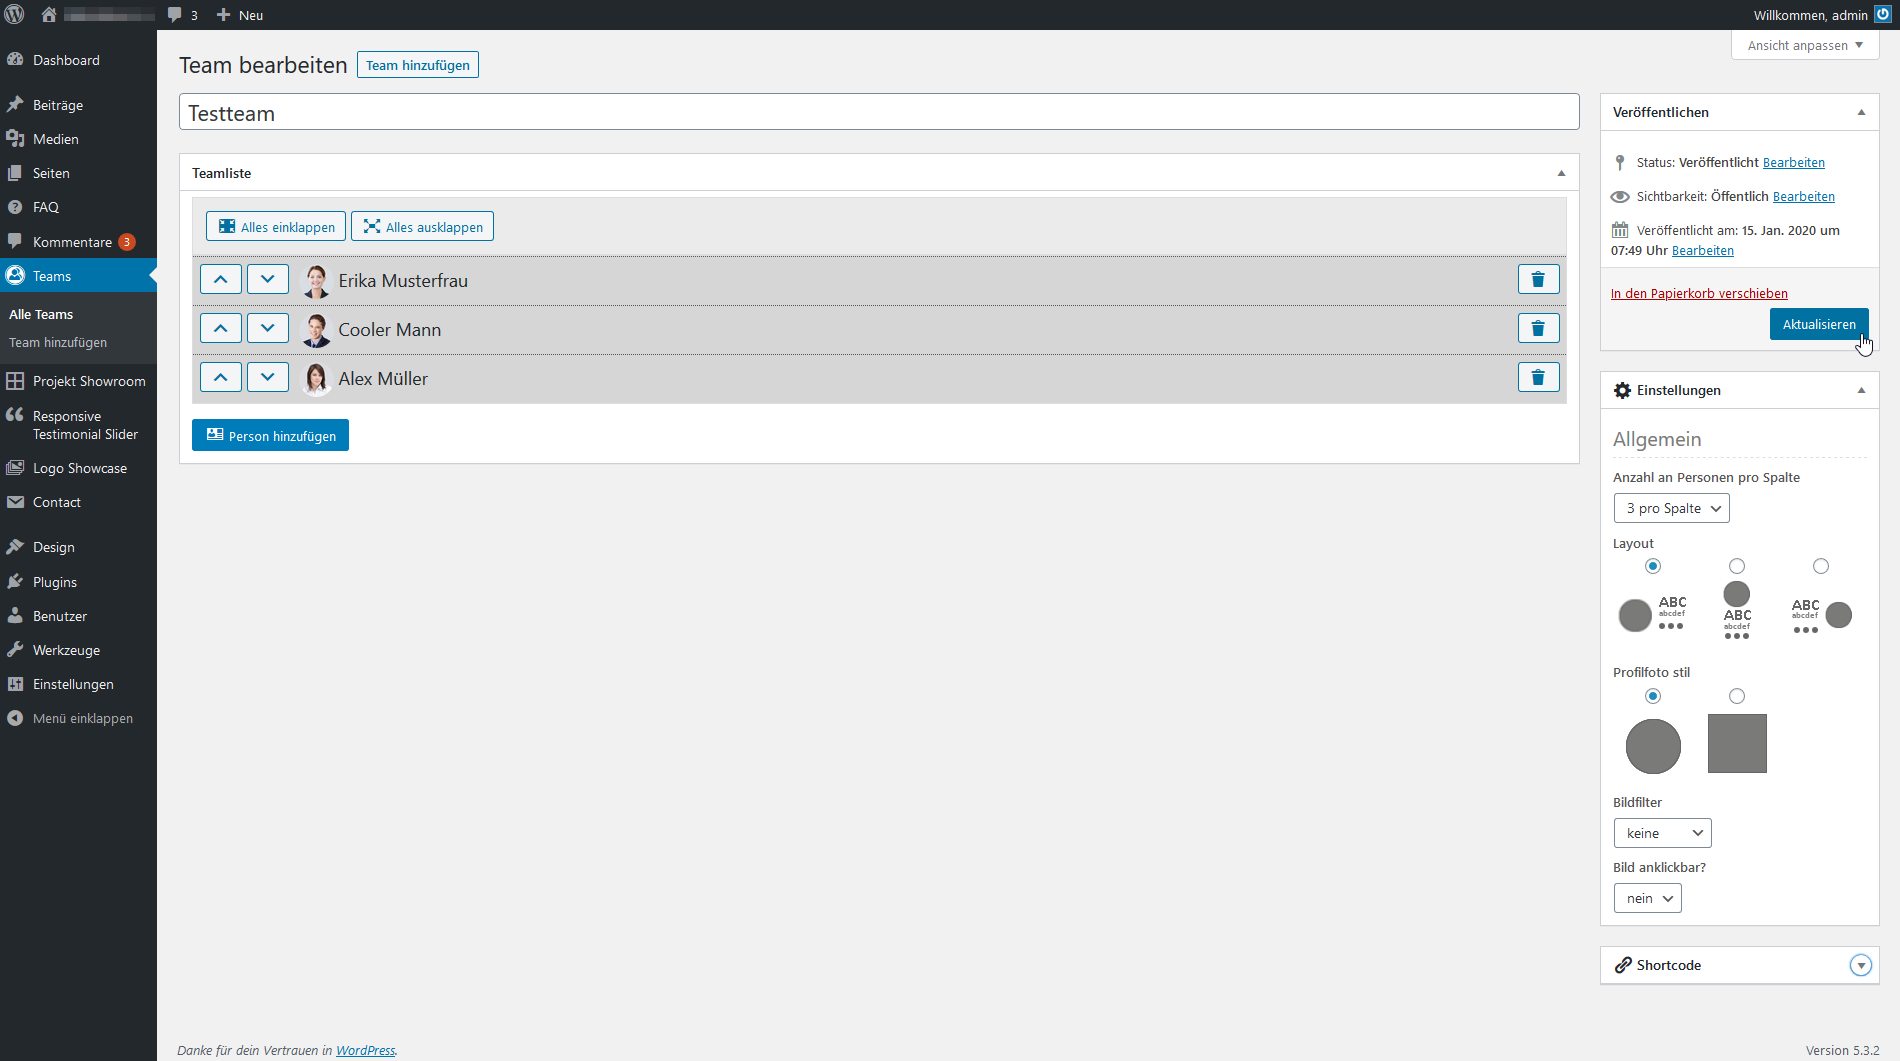 3
Neu
Willkommen, admin
Dashboard
Beiträge
Medien
Seiten
FAQ
Kommentare 3
Teams
Alle Teams
Team hinzufügen
Projekt Showroom
Responsive
Testimonial Slider
Logo Showcase
Contact
Design
Plugins
Benutzer
Werkzeuge
Einstellungen
Menü einklappen
Ansicht anpassen
Team bearbeiten
Team hinzufügen
Testteam
Teamliste
Alles einklappen
Alles ausklappen
Erika Musterfrau
Cooler Mann
Alex Müller
Person hinzufügen
Veröffentlichen
Status: Veröffentlicht Bearbeiten
Sichtbarkeit: Öffentlich Bearbeiten
Veröffentlicht am: 15. Jan. 2020 um
07:49 Uhr Bearbeiten
In den Papierkorb verschieben
Aktualisieren
Einstellungen
Allgemein
Anzahl an Personen pro Spalte
3 pro Spalte
Layout
ABC
abcdef
ABC
abcdef
ABC
abcdef
Profilfoto stil
Bildfilter
keine
Bild anklickbar?
nein
Shortcode
Danke für dein Vertrauen in WordPress.
Version 5.3.2